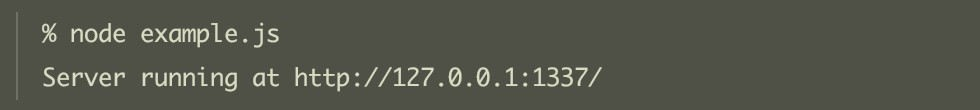 % node example.js
Server running at http://127.0.0.1:1337/